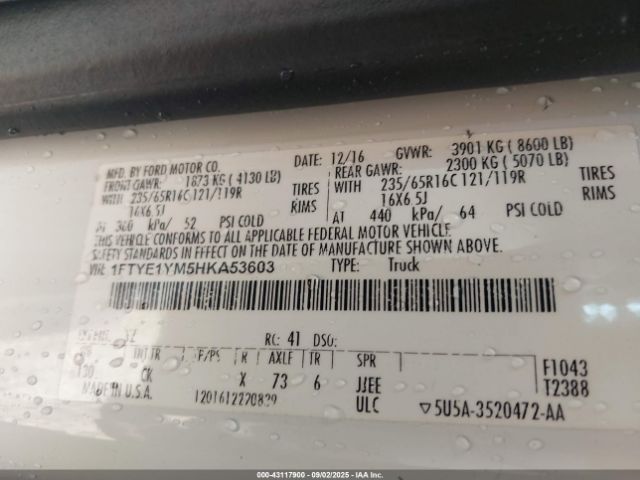 MFD. BY FORD MOTOR CO.
DATE: 12/16 GVWR: 3901 KG ( 8600 LB)
FRONT GAWR: 1873 KG ( 4130 LB)
REAR GAWR: 2300 KG ( 5070 LB)
WITH 235/65R16C 121/119R TIRES
16X6.5J RIMS
AT 360 kPa/ 52 PSI COLD
WITH 235/65R16C 121/119R TIRES
16X6.5J RIMS
AT 440 kPa/ 64 PSI COLD
THIS VEHICLE CONFORMS TO ALL APPLICABLE FEDERAL MOTOR VEHICLE
SAFETY STANDARDS IN EFFECT ON THE DATE OF MANUFACTURE SHOWN ABOVE.
VIN: 1FTYE1YM5HKA53603 TYPE: Truck
YZ RC: 41 DSO:
INT TR TP/PS R AXLE TR SPR F1043
130 CK X 73 6 JJEE T2388
MADE IN U.S.A. 1201612220829 ULC ▽5U5A-3520472-AA
000-43117900 - 09/02/2025 - IAA Inc.